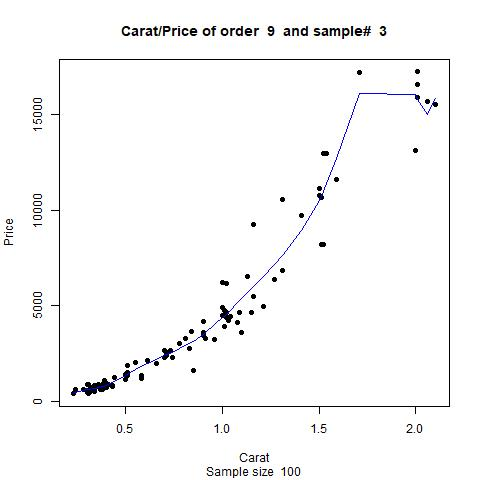 Carat/Price of order  9  and sample#  3
15000
10000
5000
0
Price
0.5 1.0 1.5 2.0
Carat
Sample size  100